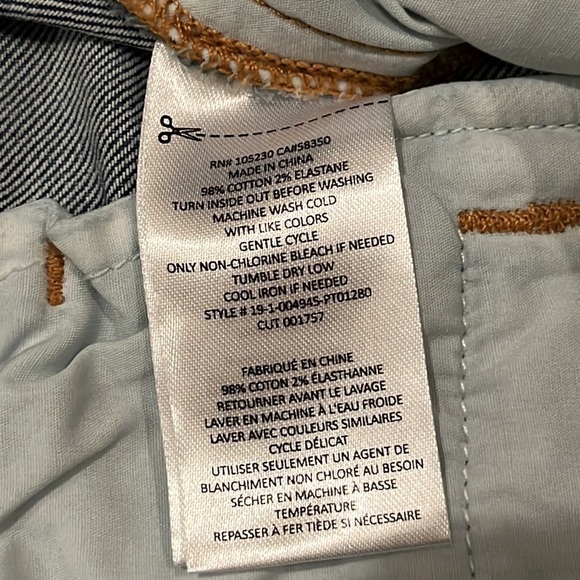 RN# 105230 CA#58350
MADE IN CHINA
98% COTTON 2% ELASTANE
TURN INSIDE OUT BEFORE WASHING
MACHINE WASH COLD
WITH LIKE COLORS
GENTLE CYCLE
ONLY NON-CHLORINE BLEACH IF NEEDED
TUMBLE DRY LOW
COOL IRON IF NEEDED
STYLE # 19-1-004945-PT01280
CUT 001757
FABRIQUÉ EN CHINE
98% COTON 2% ÉLASTHANNE
RETOURNER AVANT LE LAVAGE
LAVER EN MACHINE À L'EAU FROIDE
LAVER AVEC COULEURS SIMILAIRES
CYCLE DÉLICAT
UTILISER SEULEMENT UN AGENT DE
BLANCHIMENT NON CHLORÉ AU BESOIN
SÉCHER EN MACHINE À BASSE
TEMPÉRATURE
REPASSER À FER TIÈDE SI NÉCESSAIRE